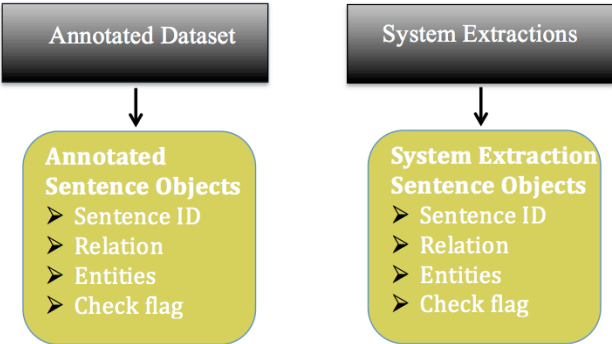 Annotated Dataset
System Extractions
Annotated
Sentence Objects
➢ Sentence ID
➢ Relation
➢ Entities
➢ Check flag
System Extraction
Sentence Objects
➢ Sentence ID
➢ Relation
➢ Entities
➢ Check flag